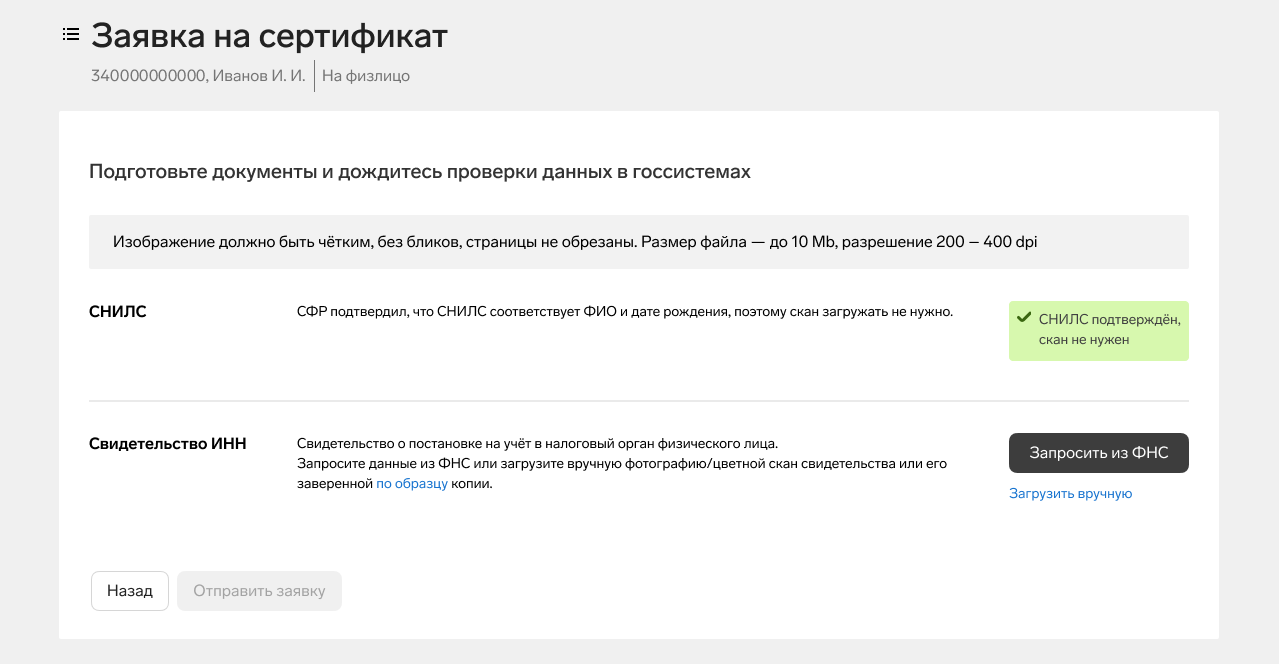 Заявка на сертификат
340000000000, Иванов И. И. На физлицо
Подготовьте документы и дождитесь проверки данных в госсистемах
Изображение должно быть чётким, без бликов, страницы не обрезаны. Размер файла — до 10 Mb, разрешение 200 – 400 dpi
СНИЛС
СФР подтвердил, что СНИЛС соответствует ФИО и дате рождения, поэтому скан загружать не нужно.
СНИЛС подтверждён,
скан не нужен
Свидетельство ИНН
Свидетельство о постановке на учёт в налоговый орган физического лица.
Запросите данные из ФНС или загрузите вручную фотографию/цветной скан свидетельства или его
заверенной по образцу копии.
Запросить из ФНС
Загрузить вручную
Назад
Отправить заявку